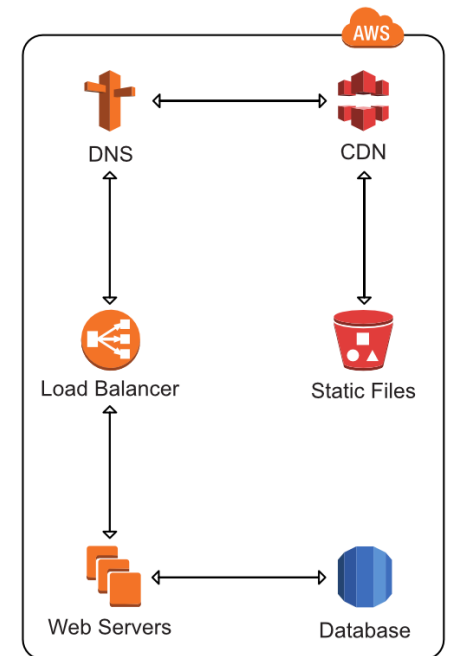 AWS
DNS
CDN
Load Balancer
Static Files
Web Servers
Database